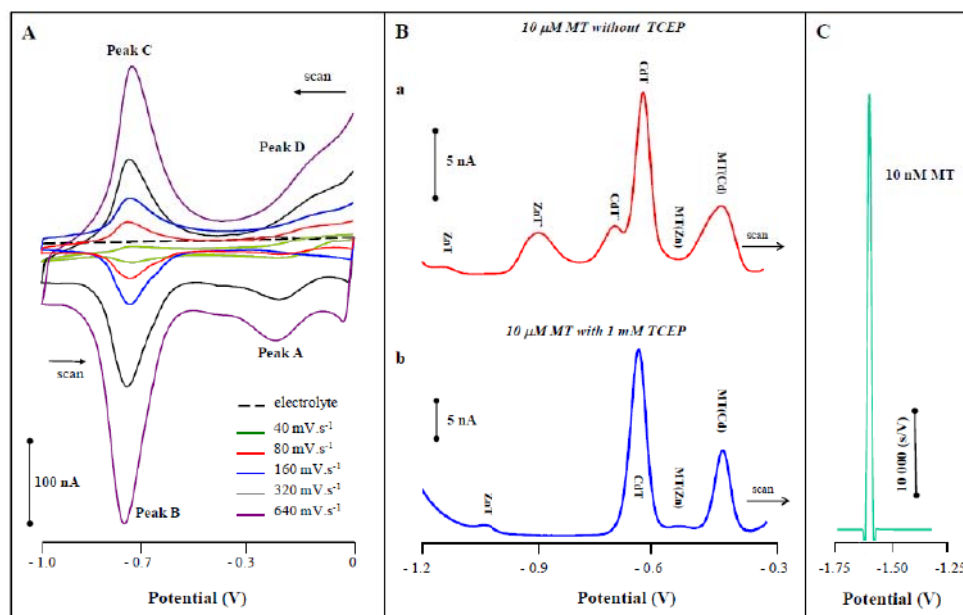 A
Peak C
scan
Peak D
Peak A
scan
electrolyte
40 mV.s-1
80 mV.s-1
160 mV.s-1
320 mV.s-1
640 mV.s-1
100 nA
Peak B
- 1.0
- 0.7
- 0.3
0
Potential (V)
B
10 µM MT without TCEP
a
5 nA
ZnT
ZnT'
CdT'
CdT
MT(Zn)
MT(Cd)
scan
10 µM MT with 1 mM TCEP
b
5 nA
ZnT
CdT
MT(Zn)
MT(Cd)
scan
- 1.2
- 0.9
- 0.6
- 0.3
Potential (V)
C
10 nM MT
10 000 (s/V)
-1.75
-1.50
-1.25
Potential (V)